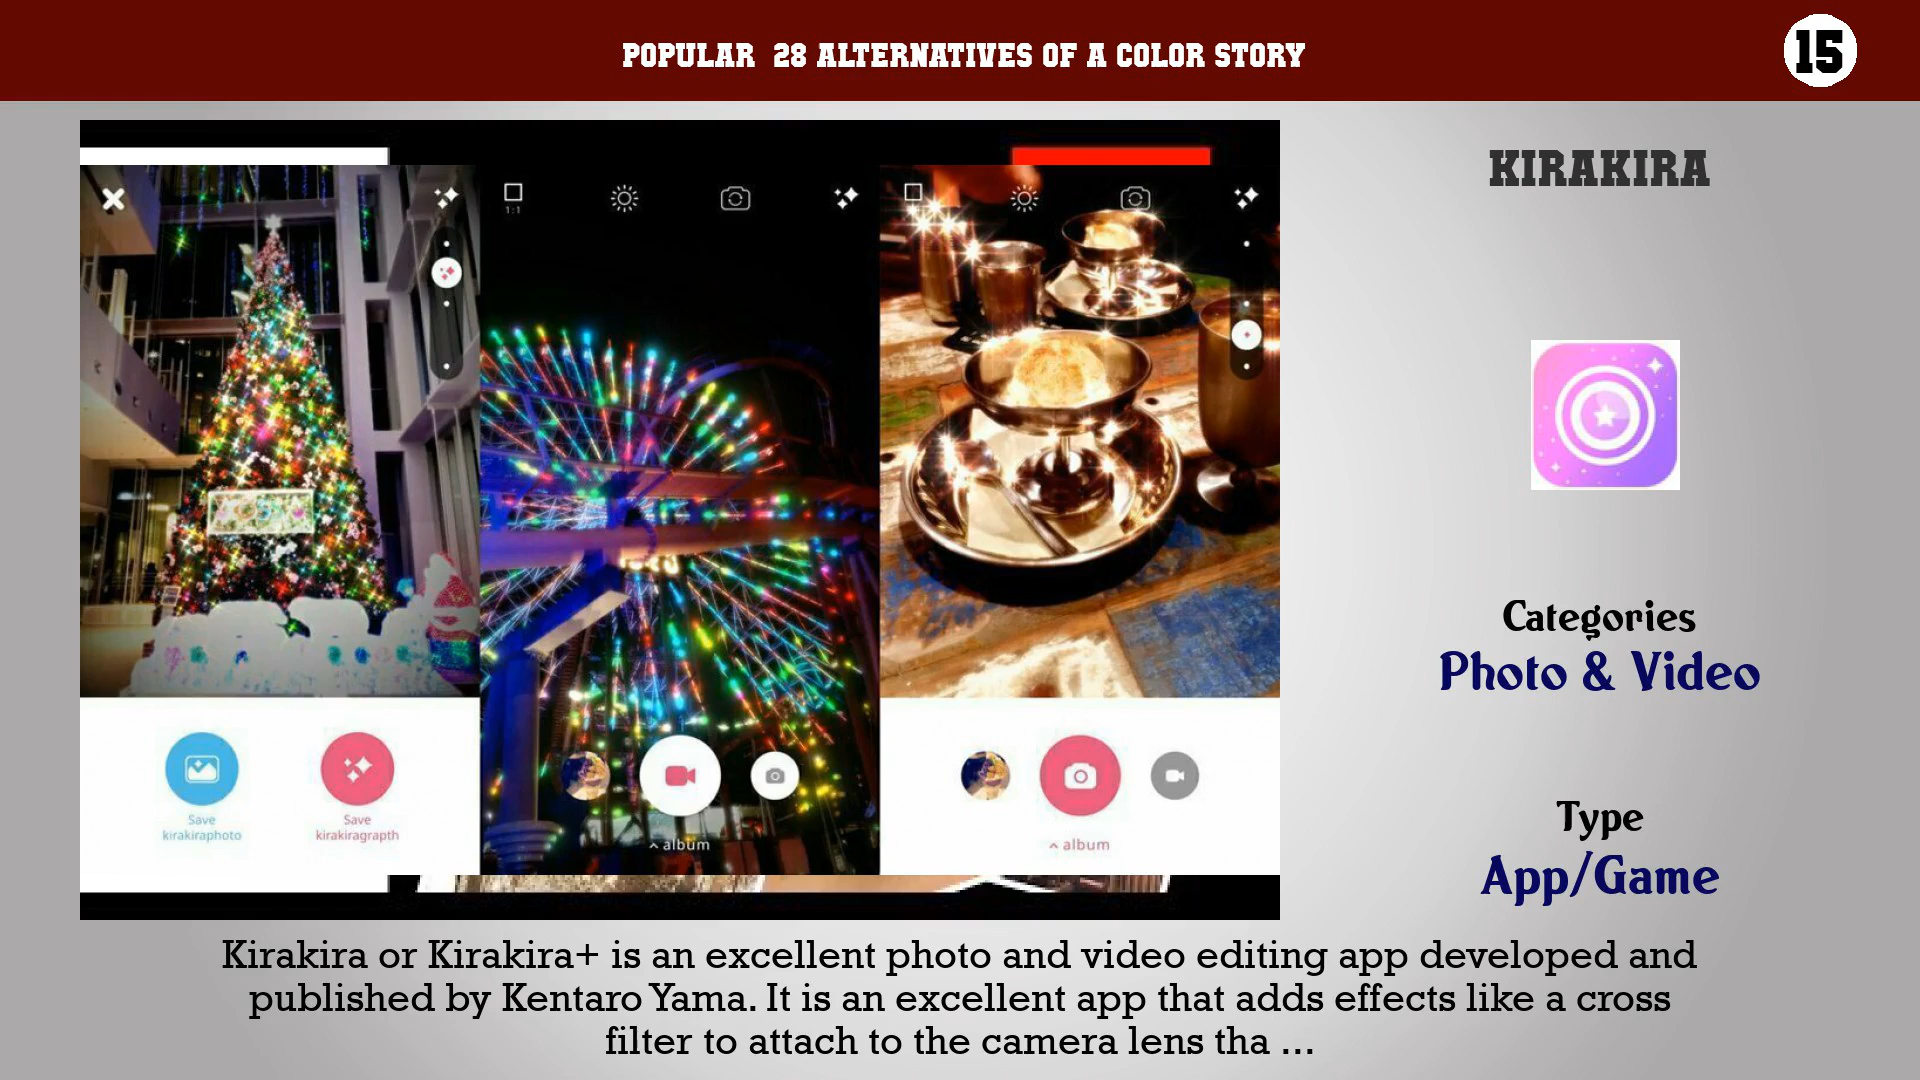 POPULAR 28 ALTERNATIVES OF A COLOR STORY
15
KIRAKIRA
1:1
Save
kirakiraphoto
Save
kirakiragrapth
album
album
Categories
Photo & Video
Type
App/Game
Kirakira or Kirakira+ is an excellent photo and video editing app developed and
published by Kentaro Yama. It is an excellent app that adds effects like a cross
filter to attach to the camera lens tha ...